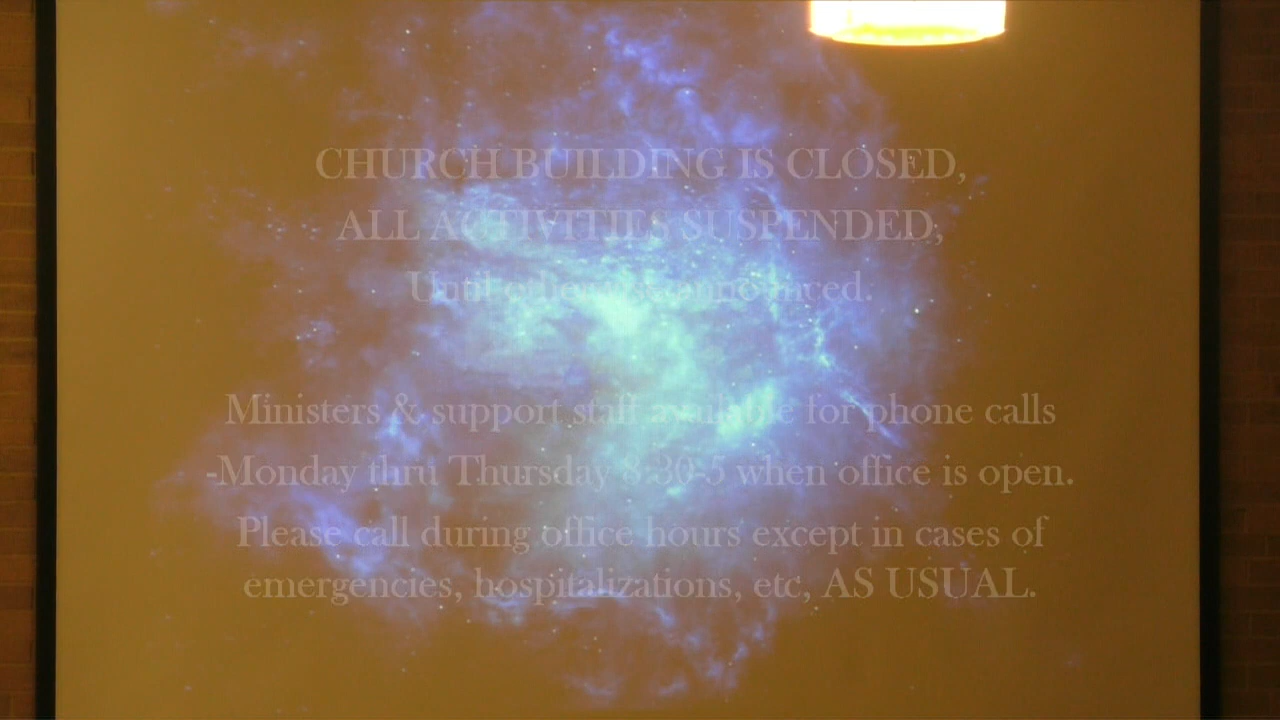 CHURCH BUILDING IS CLOSED,
ALL ACTIVITIES SUSPENDED,
Until otherwise announced.
Ministers & support staff available for phone calls
-Monday thru Thursday 8:30-5 when office is open.
Please call during office hours except in cases of
emergencies, hospitalizations, etc, AS USUAL.